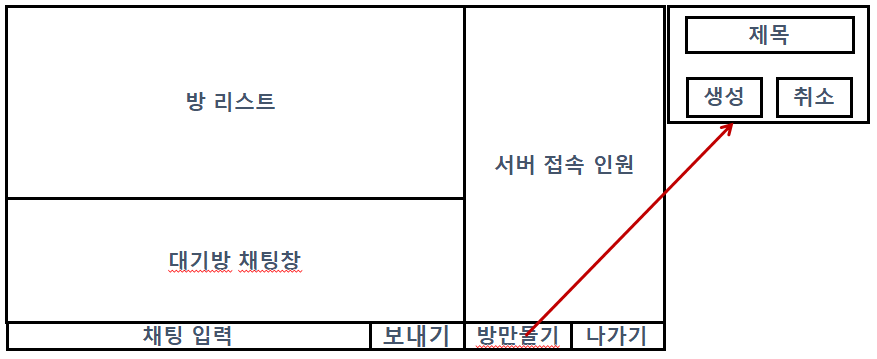 방 리스트
서버 접속 인원
대기방 채팅창
채팅 입력
보내기
방만들기
나가기
제목
생성
취소